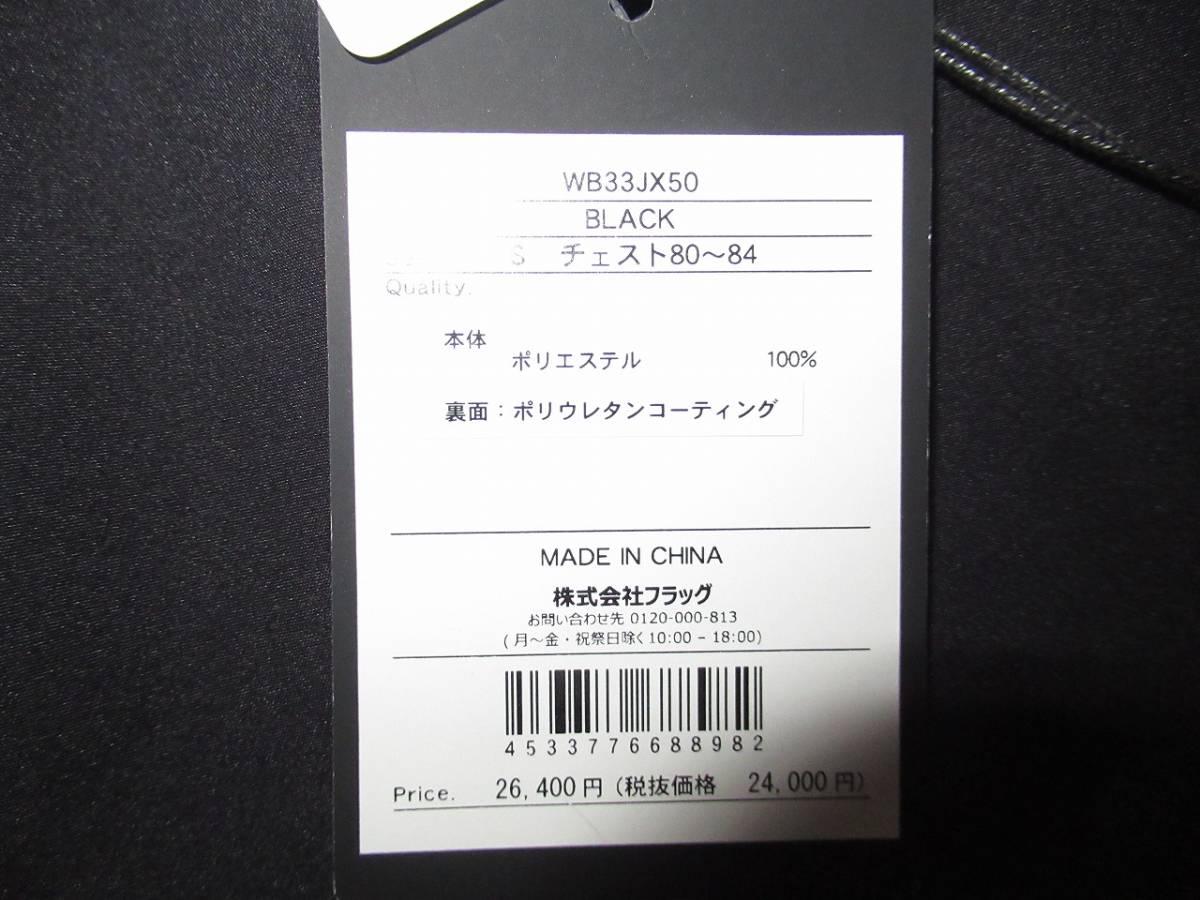 WB33JX50
BLACK
S チェスト80～84
Quality.
本体
ポリエステル 100%
裏面：ポリウレタンコーティング
MADE IN CHINA
株式会社フラッグ
お問い合わせ先 0120-000-813
(月～金・祝祭日除く10:00 - 18:00)
4533776688982
Price. 26,400円 (税抜価格 24,000円)